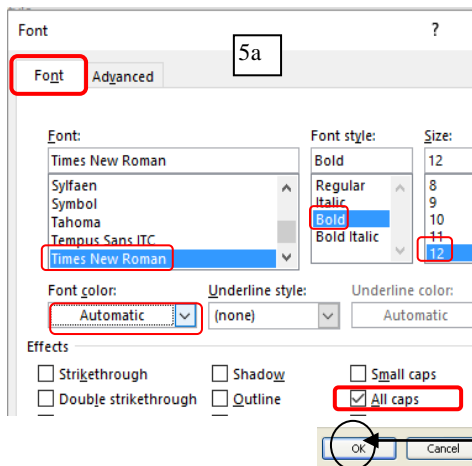 Font ?
5a
Font Advanced
Font: Font style: Size:
Times New Roman Bold 12
Sylfaen Regular 8
Symbol Italic 9
Tahoma Bold 10
Tempus Sans ITC Bold Italic 11
Times New Roman 12
Font color: Underline style: Underline color:
Automatic (none) Automatic
Effects
Strikethrough Shadow Small caps
Double strikethrough Outline All caps
OK Cancel